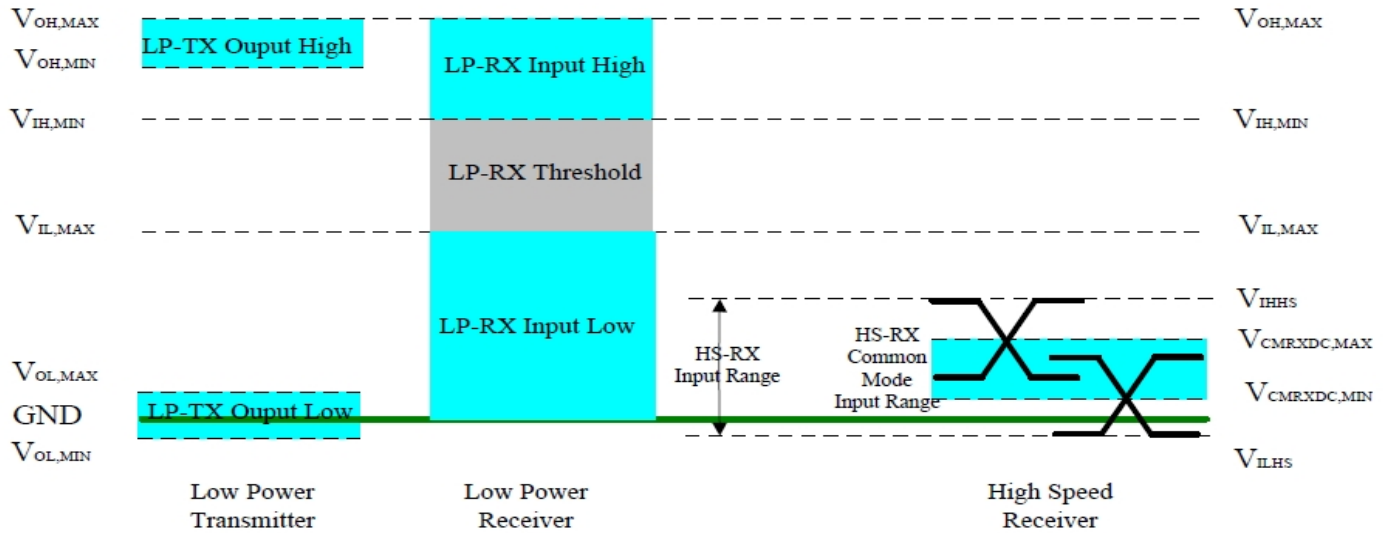 VOH,MAX
LP-TX Ouput High
VOH,MIN
LP-RX Input High
VOH,MAX
VIH,MIN
VIH,MIN
LP-RX Threshold
VIL,MAX
VIL,MAX
LP-RX Input Low
HS-RX
Input Range
HS-RX
Common
Mode
Input Range
VIHHS
VCMRXDC,MAX
VCMRXDC,MIN
VILHS
VOL,MAX
LP-TX Ouput Low
GND
VOL,MIN
Low Power
Transmitter
Low Power
Receiver
High Speed
Receiver